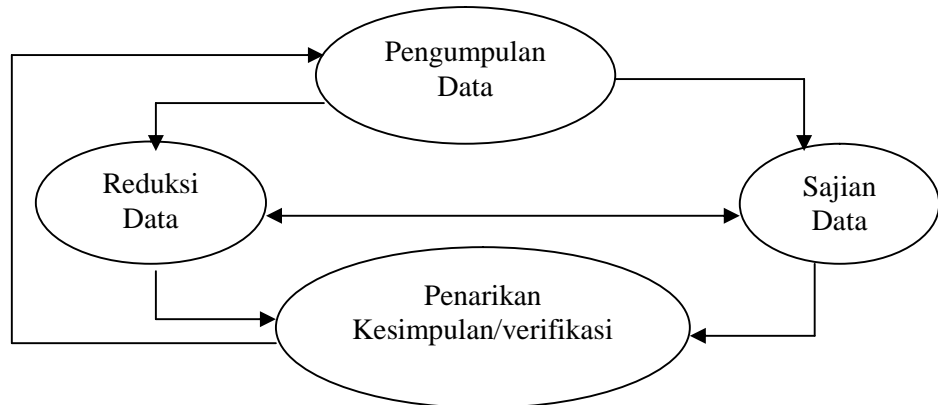 Pengumpulan
Data
Reduksi
Data
Sajian
Data
Penarikan
Kesimpulan/verifikasi